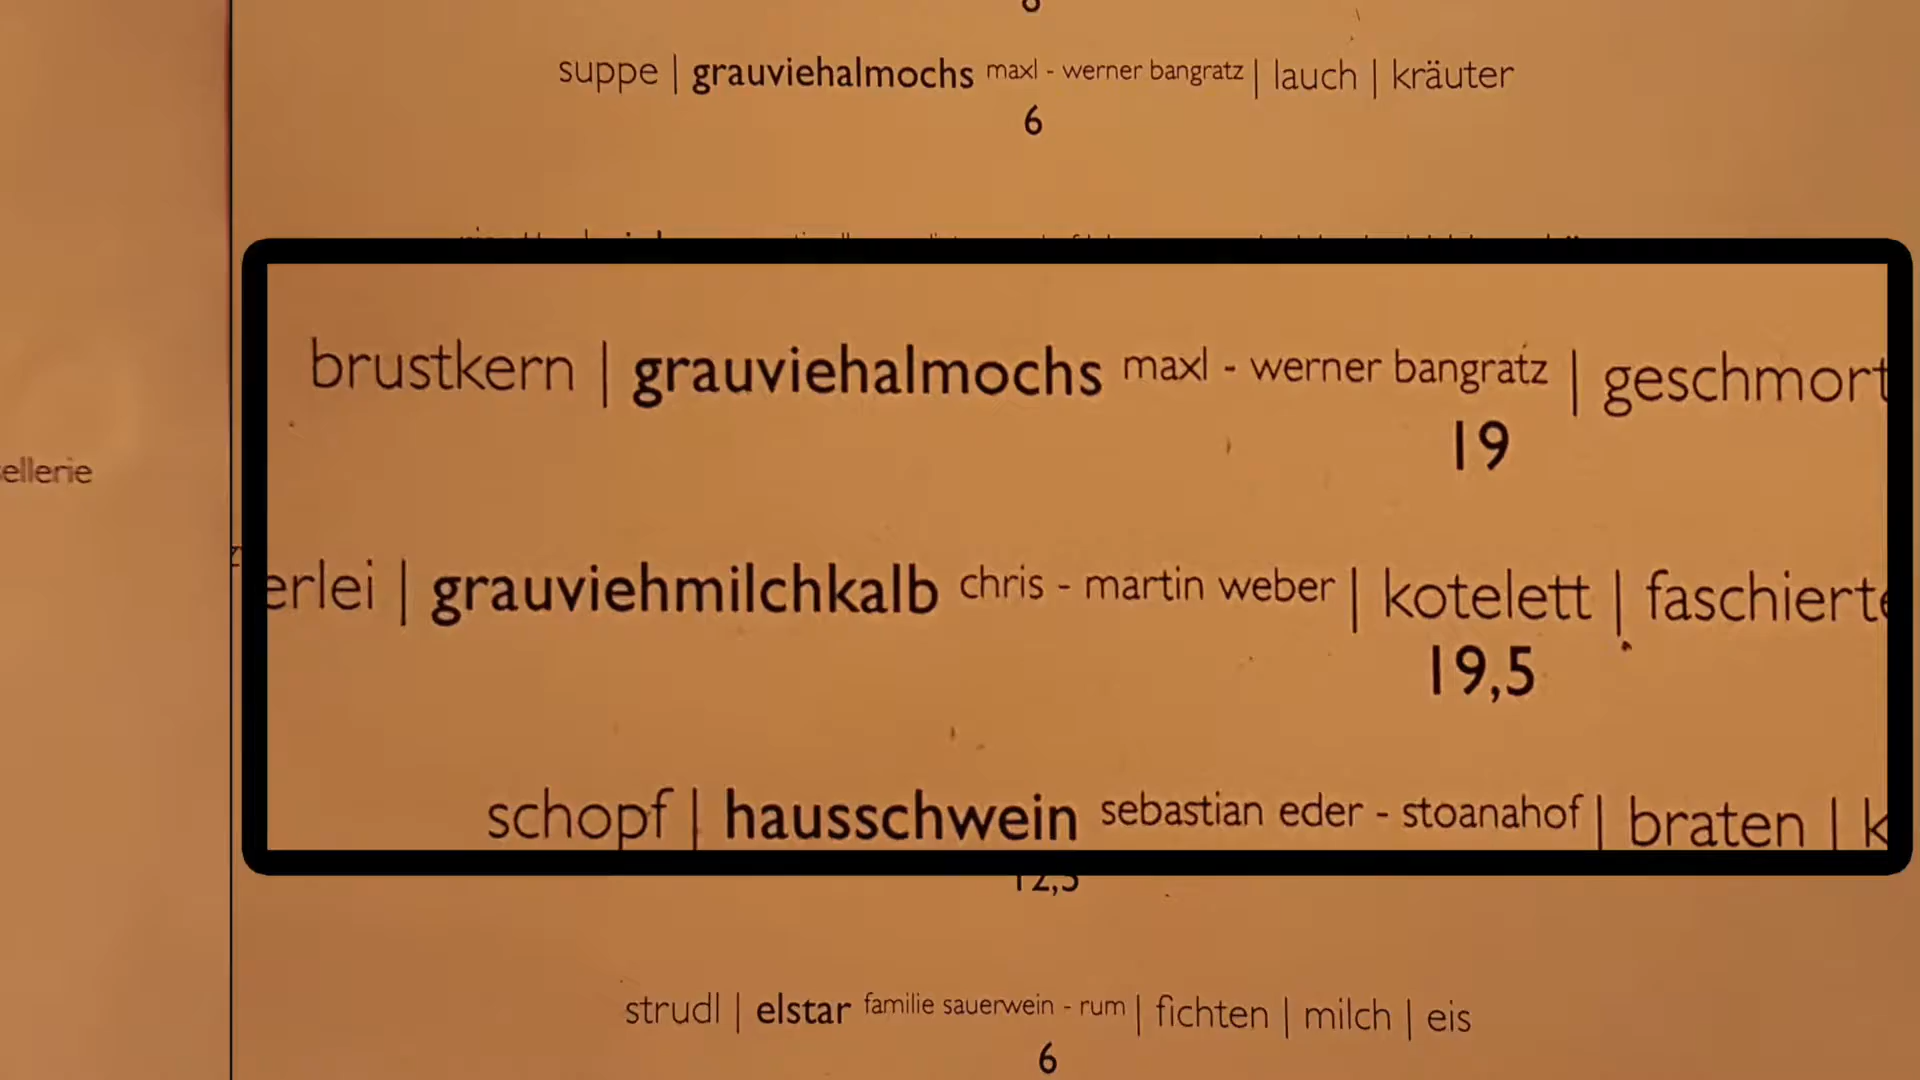 suppe | grauviehalmochs maxl - werner bangratz | lauch | kräuter
6
brustkern | grauviehalmochs maxl - werner bangratz | geschmort
19
ellerie
erlei | grauviehmilchkalb chris - martin weber | kotelett | faschierte
19,5
schopf | hausschwein sebastian eder - stoanahof | braten | k
12,5
strudl | elstar familie sauerwein - rum | fichten | milch | eis
6